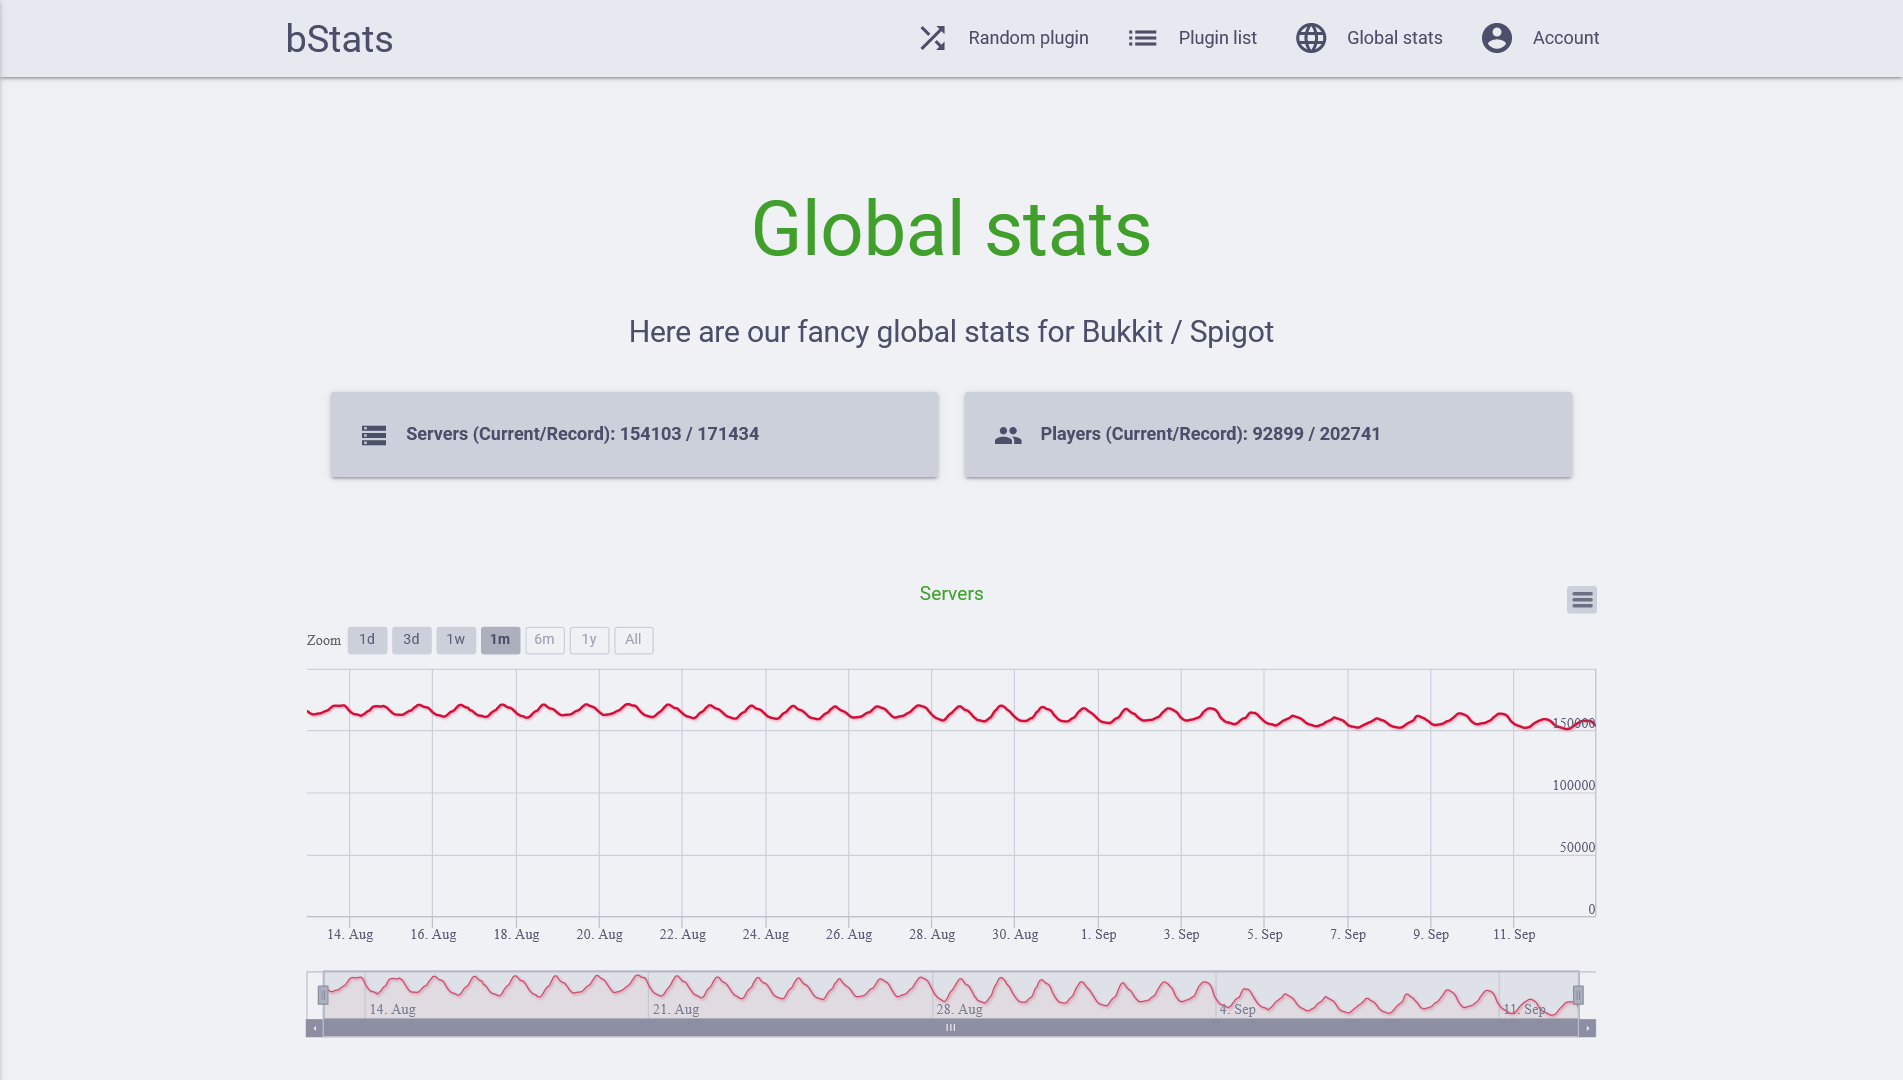 bStats
Random plugin
Plugin list
Global stats
Account
Global stats
Here are our fancy global stats for Bukkit / Spigot
Servers (Current/Record): 154103 / 171434
Players (Current/Record): 92899 / 202741
Servers
Zoom 1d 3d 1w 1m 6m 1y All
150000
100000
50000
0
14. Aug 16. Aug 18. Aug 20. Aug 22. Aug 24. Aug 26. Aug 28. Aug 30. Aug 1. Sep 3. Sep 5. Sep 7. Sep 9. Sep 11. Sep
14. Aug 21. Aug 28. Aug 4. Sep 11. Sep